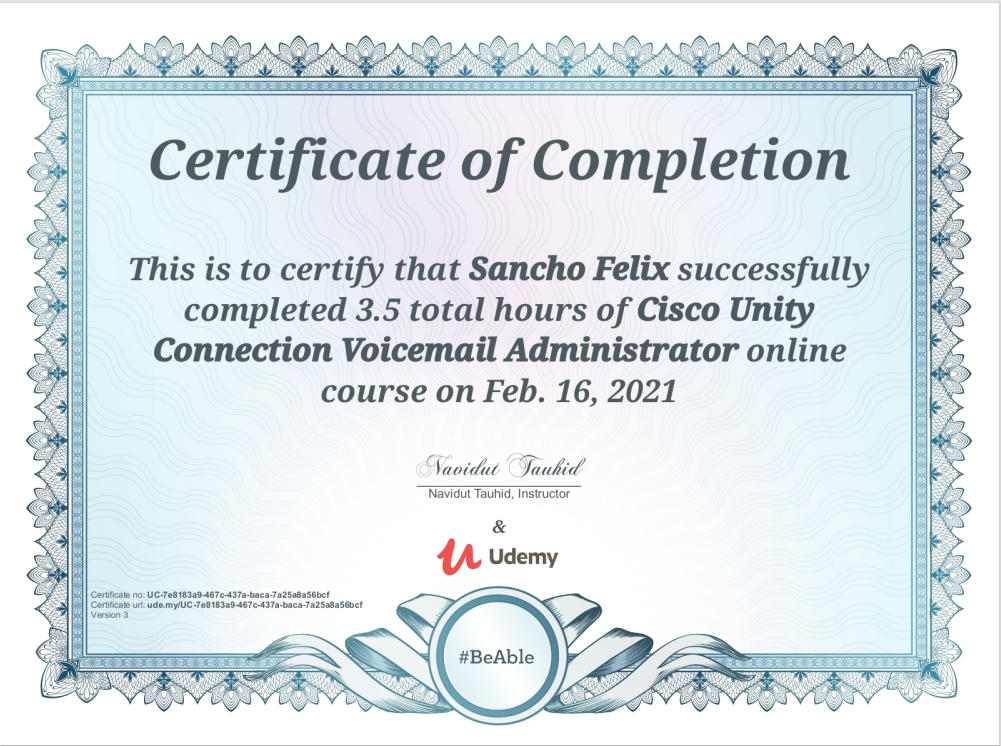 Certificate of Completion
This is to certify that Sancho Felix successfully
completed 3.5 total hours of Cisco Unity
Connection Voicemail Administrator online
course on Feb. 16, 2021
Navidut Tauhid
Navidut Tauhid, Instructor
&
Udemy
Certificate no: UC-7e8183a9-467c-437a-baca-7a25a8a56bcf
Certificate url: ude.my/UC-7e8183a9-467c-437a-baca-7a25a8a56bcf
Version 3
#BeAble